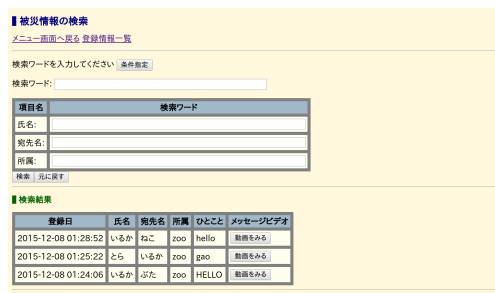 被災情報の検索
メニュー画面へ戻る 登録情報一覧
検索ワードを入力してください 条件指定
検索ワード:
項目名 検索ワード
氏名:
宛先名:
所属:
検索 元に戻す
検索結果
登録日 氏名 宛先名 所属 ひとこと メッセージビデオ
2015-12-08 01:28:52 いるか ねこ zoo hello 動画をみる
2015-12-08 01:25:22 とら いるか zoo gao 動画をみる
2015-12-08 01:24:06 いるか ぶた zoo HELLO 動画をみる